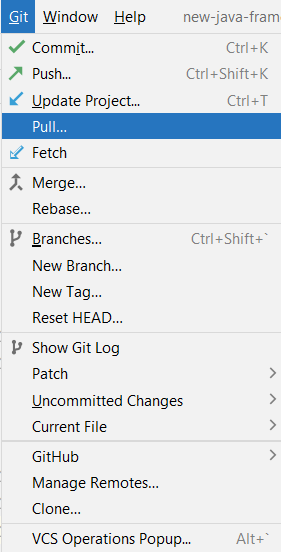 Git Window Help new-java-fram
Commit... Ctrl+K
Push... Ctrl+Shift+K
Update Project... Ctrl+T
Pull...
Fetch
Merge...
Rebase...
Branches... Ctrl+Shift+`
New Branch...
New Tag...
Reset HEAD...
Show Git Log
Patch
Uncommitted Changes
Current File
GitHub
Manage Remotes...
Clone...
VCS Operations Popup... Alt+`